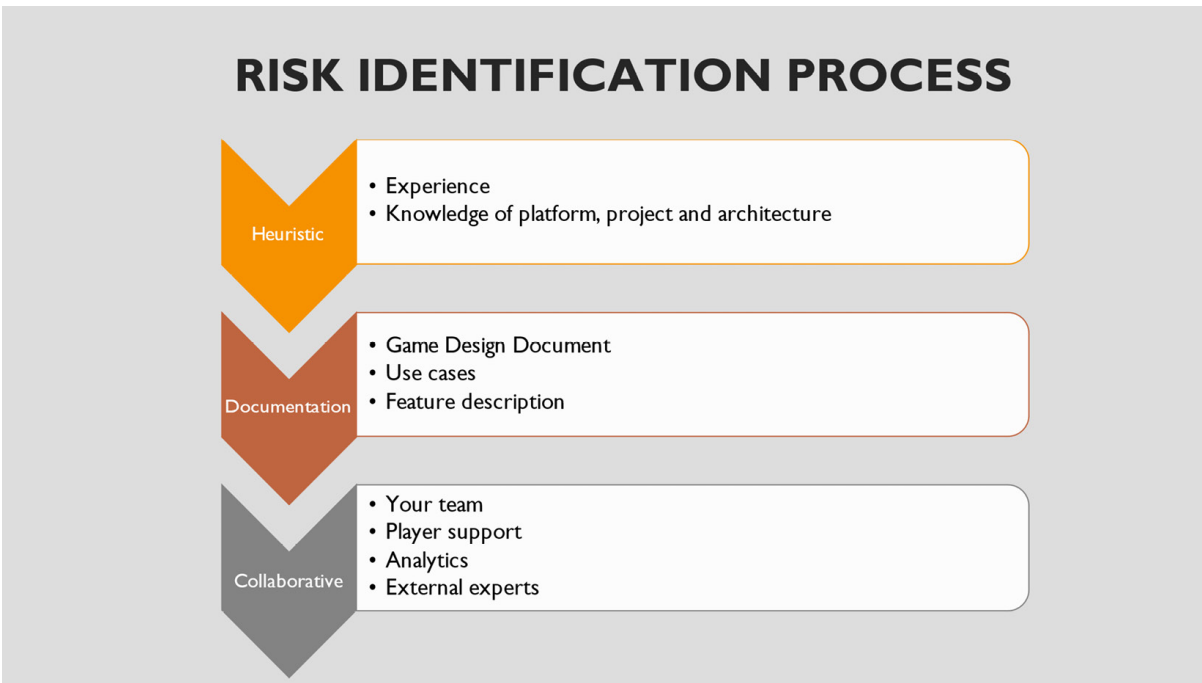 RISK IDENTIFICATION PROCESS
Heuristic
• Experience
• Knowledge of platform, project and architecture
Documentation
• Game Design Document
• Use cases
• Feature description
Collaborative
• Your team
• Player support
• Analytics
• External experts